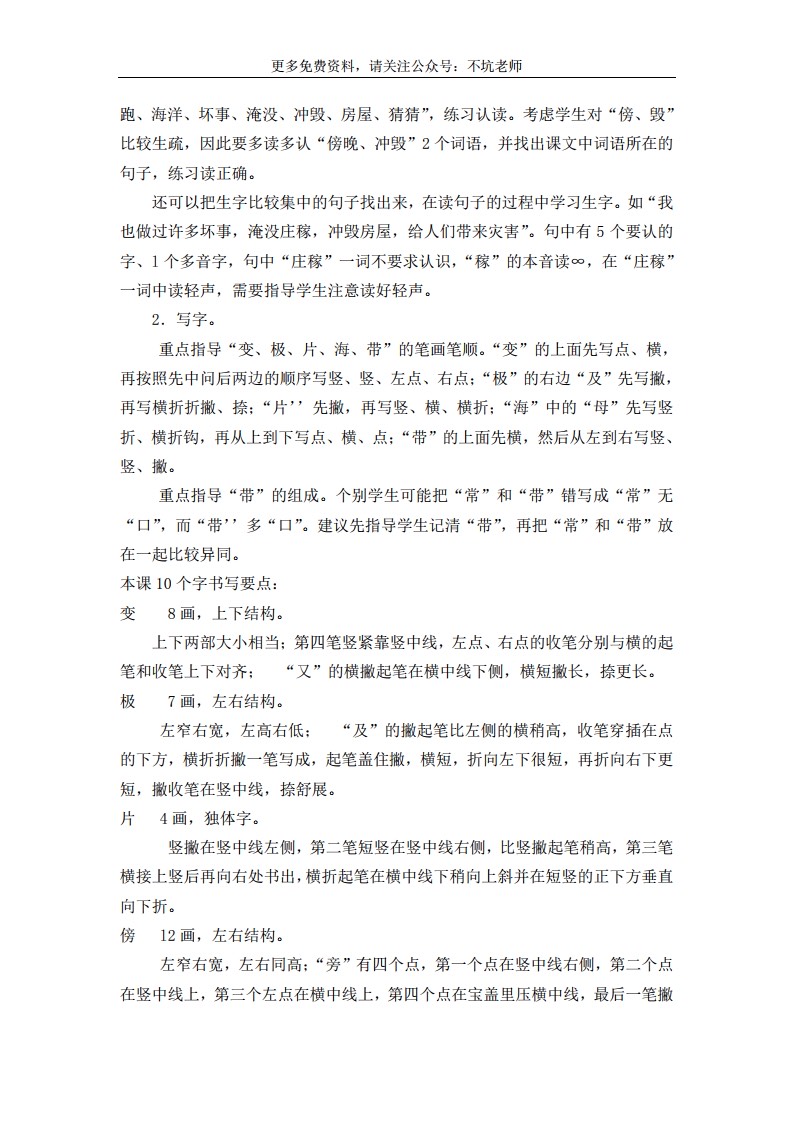 更多免费资料，请关注公众号：不坑老师
跑、海洋、坏事、淹没、冲毁、房屋、猜猜”，练习认读。考虑学生对“傍、毁”
比较生疏，因此要多读多认“傍晚、冲毁”2 个词语，并找出课文中词语所在的
句子，练习读正确。
还可以把生字比较集中的句子找出来，在读句子的过程中学习生字。如“我
也做过许多坏事，淹没庄稼，冲毁房屋，给人们带来灾害”。句中有 5 个要认的
字、1 个多音字，句中“庄稼”一词不要求认识，“稼”的本音读∞，在“庄稼”
一词中读轻声，需要指导学生注意读好轻声。
2．写字。
重点指导“变、极、片、海、带”的笔画笔顺。“变”的上面先写点、横，
再按照先中问后两边的顺序写竖、竖、左点、右点；“极”的右边“及”先写撇，
再写横折折撇、捺；“片’’先撇，再写竖、横、横折；“海”中的“母”先写竖
折、横折钩，再从上到下写点、横、点；“带”的上面先横，然后从左到右写竖、
竖、撇。
重点指导“带”的组成。个别学生可能把“常”和“带”错写成“常”无
“口”，而“带’’多“口”。建议先指导学生记清“带”，再把“常”和“带”放
在一起比较异同。
本课 10 个字书写要点：
变 8 画，上下结构。
上下两部大小相当；第四笔竖紧靠竖中线，左点、右点的收笔分别与横的起
笔和收笔上下对齐； “又”的横撇起笔在横中线下侧，横短撇长，捺更长。
极 7 画，左右结构。
左窄右宽，左高右低； “及”的撇起笔比左侧的横稍高，收笔穿插在点
的下方，横折折撇一笔写成，起笔盖住撇，横短，折向左下很短，再折向右下更
短，撇收笔在竖中线，捺舒展。
片 4 画，独体字。
竖撇在竖中线左侧，第二笔短竖在竖中线右侧，比竖撇起笔稍高，第三笔
横接上竖后再向右处书出，横折起笔在横中线下稍向上斜并在短竖的正下方垂直
向下折。
傍 l2 画，左右结构。
左窄右宽，左右同高；“旁”有四个点，第一个点在竖中线右侧，第二个点
在竖中线上，第三个左点在横中线上，第四个点在宝盖里压横中线，最后一笔撇